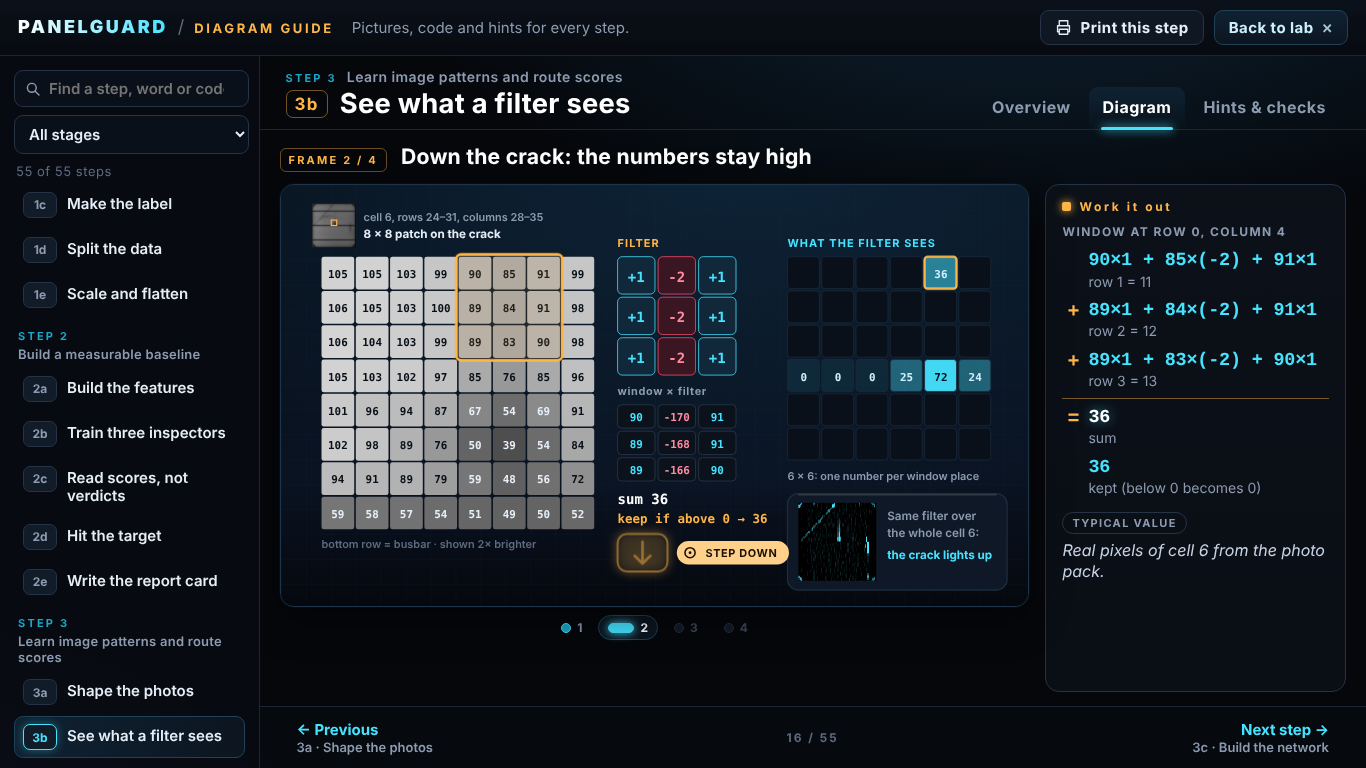 PANELGUARD / DIAGRAM GUIDE Pictures, code and hints for every step.
Print this step
Back to lab ×
Find a step, word or cod
All stages
55 of 55 steps
1c Make the label
1d Split the data
1e Scale and flatten
STEP 2
Build a measurable baseline
2a Build the features
2b Train three inspectors
2c Read scores, not
verdicts
2d Hit the target
2e Write the report card
STEP 3
Learn image patterns and route
scores
3a Shape the photos
3b See what a filter sees
STEP 3 Learn image patterns and route scores
3b See what a filter sees
Overview Diagram Hints & checks
FRAME 2 / 4 Down the crack: the numbers stay high
cell 6, rows 24–31, columns 28–35
8 × 8 patch on the crack
105 105 103 99 90 85 91 99
106 105 103 100 89 84 91 98
106 104 103 99 89 83 90 98
105 103 102 97 85 76 85 96
101 96 94 87 67 54 69 91
102 98 89 76 50 39 54 84
94 91 89 79 59 48 56 72
59 58 57 54 51 49 50 52
bottom row = busbar · shown 2× brighter
FILTER
+1 -2 +1
+1 -2 +1
+1 -2 +1
window × filter
90 -170 91
89 -168 91
89 -166 90
sum 36
keep if above 0 → 36
STEP DOWN
WHAT THE FILTER SEES
36
0 0 0 25 72 24
6 × 6: one number per window place
Same filter over
the whole cell 6:
the crack lights up
1 2 3 4
Work it out
WINDOW AT ROW 0, COLUMN 4
90×1 + 85×(-2) + 91×1
row 1 = 11
+ 89×1 + 84×(-2) + 91×1
row 2 = 12
+ 89×1 + 83×(-2) + 90×1
row 3 = 13
= 36
sum
36
kept (below 0 becomes 0)
TYPICAL VALUE
Real pixels of cell 6 from the photo
pack.
← Previous
3a · Shape the photos
16 / 55
Next step →
3c · Build the network